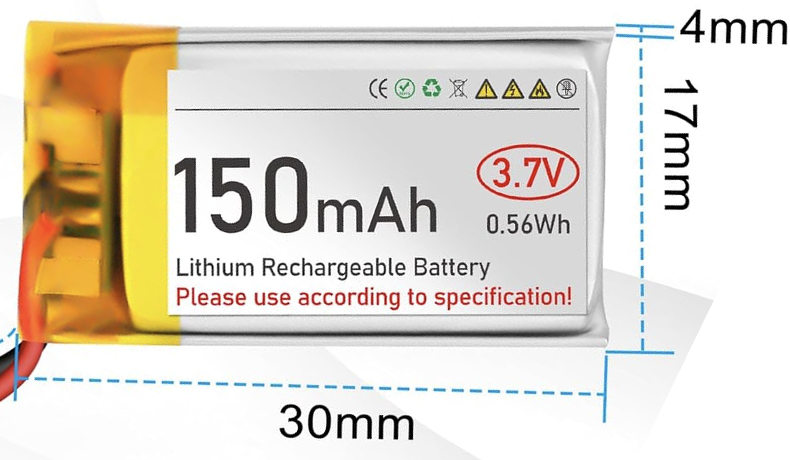 4mm
CE
150mAh
3.7V
0.56Wh
17mm
Lithium Rechargeable Battery
Please use according to specification!
30mm